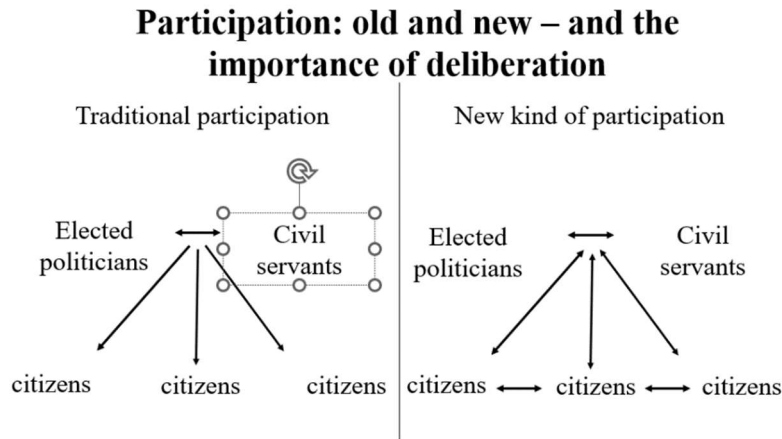 Participation: old and new – and the
importance of deliberation
Traditional participation
Elected
politicians
Civil
servants
citizens
citizens
citizens
New kind of participation
Elected
politicians
Civil
servants
citizens
citizens
citizens